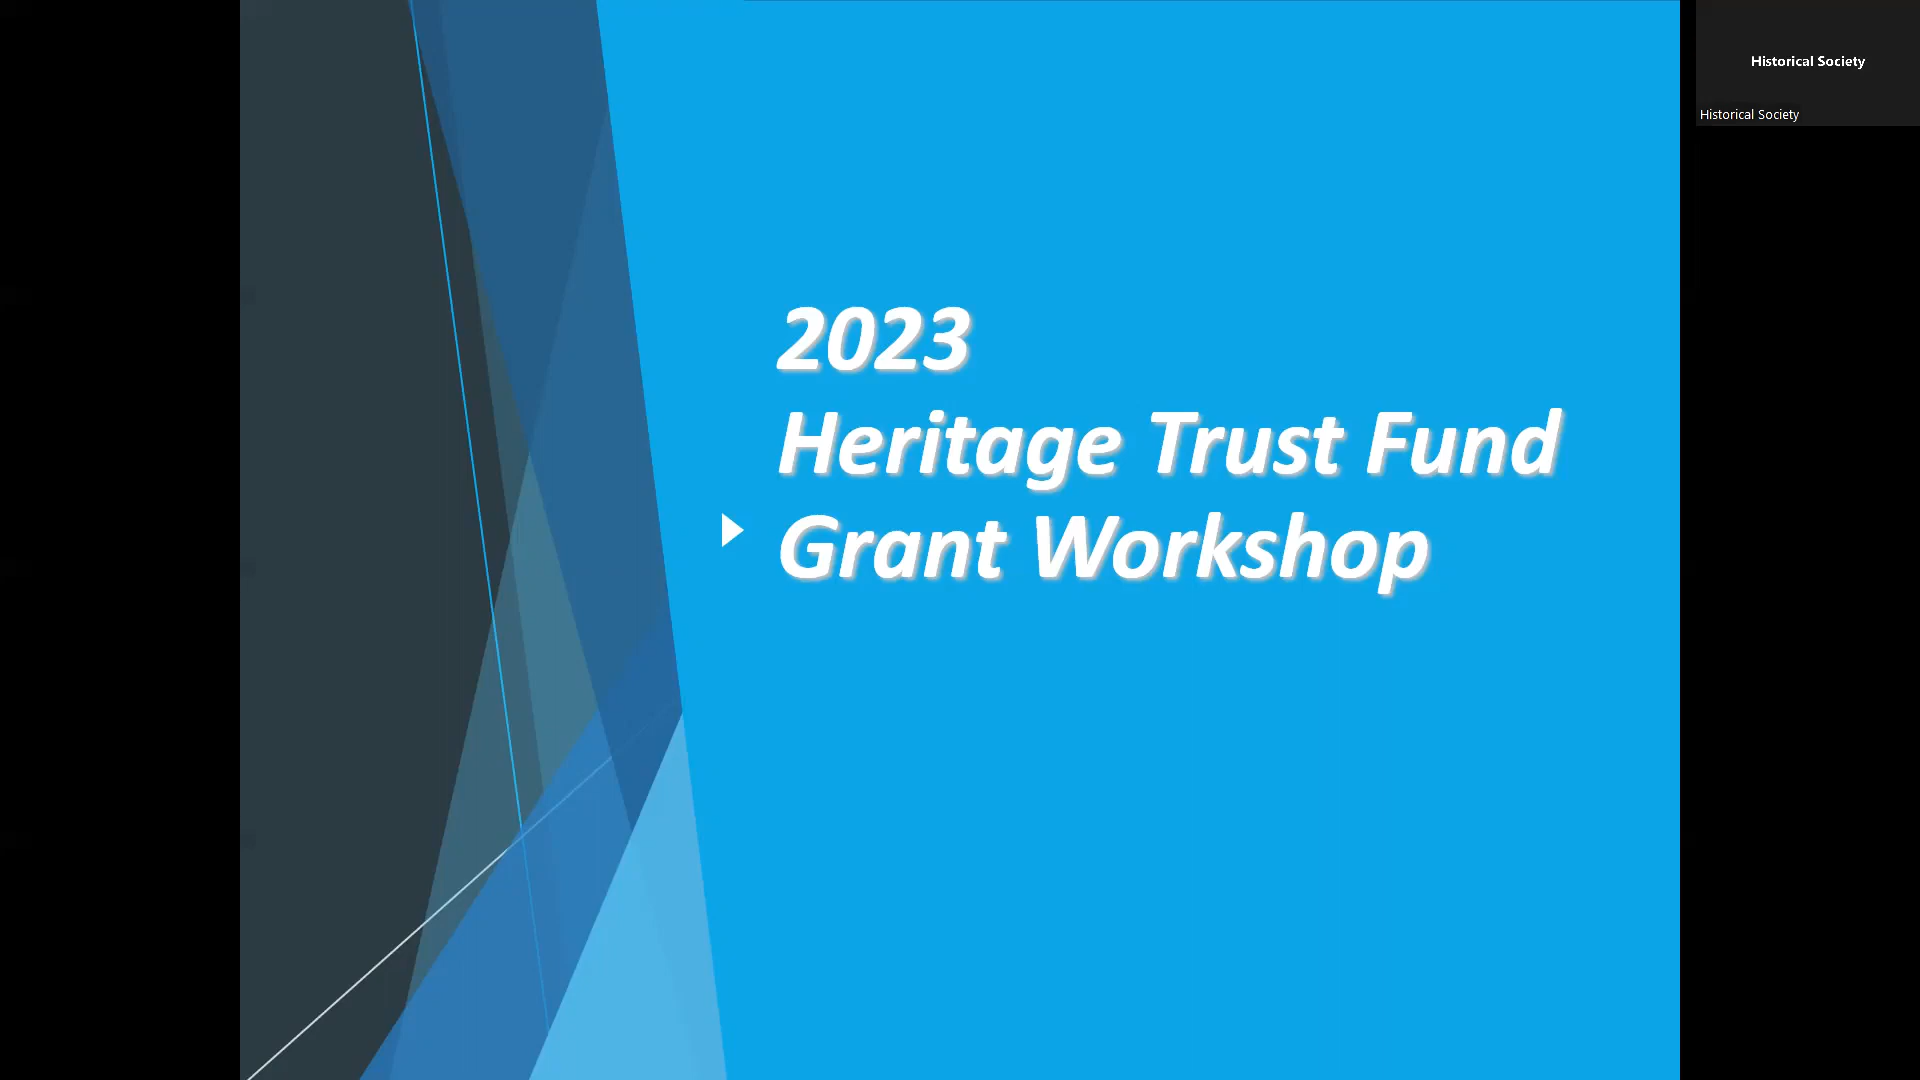 2023
Heritage Trust Fund
Grant Workshop
Historical Society
Historical Society